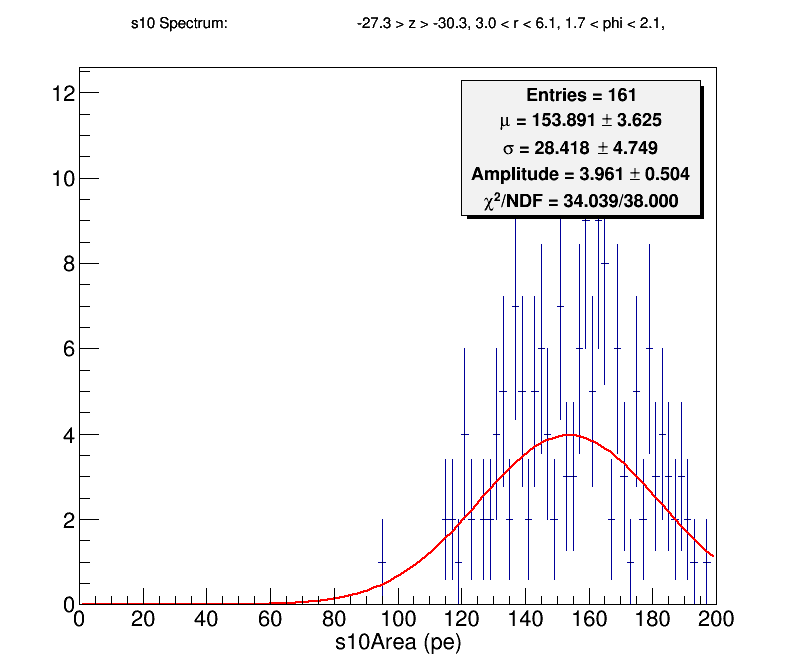 s10 Spectrum: -27.3 > z > -30.3, 3.0 < r < 6.1, 1.7 < phi < 2.1,
Entries = 161
μ = 153.891 ± 3.625
σ = 28.418 ± 4.749
Amplitude = 3.961 ± 0.504
χ²/NDF = 34.039/38.000
12
10
8
6
4
2
0
0 20 40 60 80 100 120 140 160 180 200
s10Area (pe)